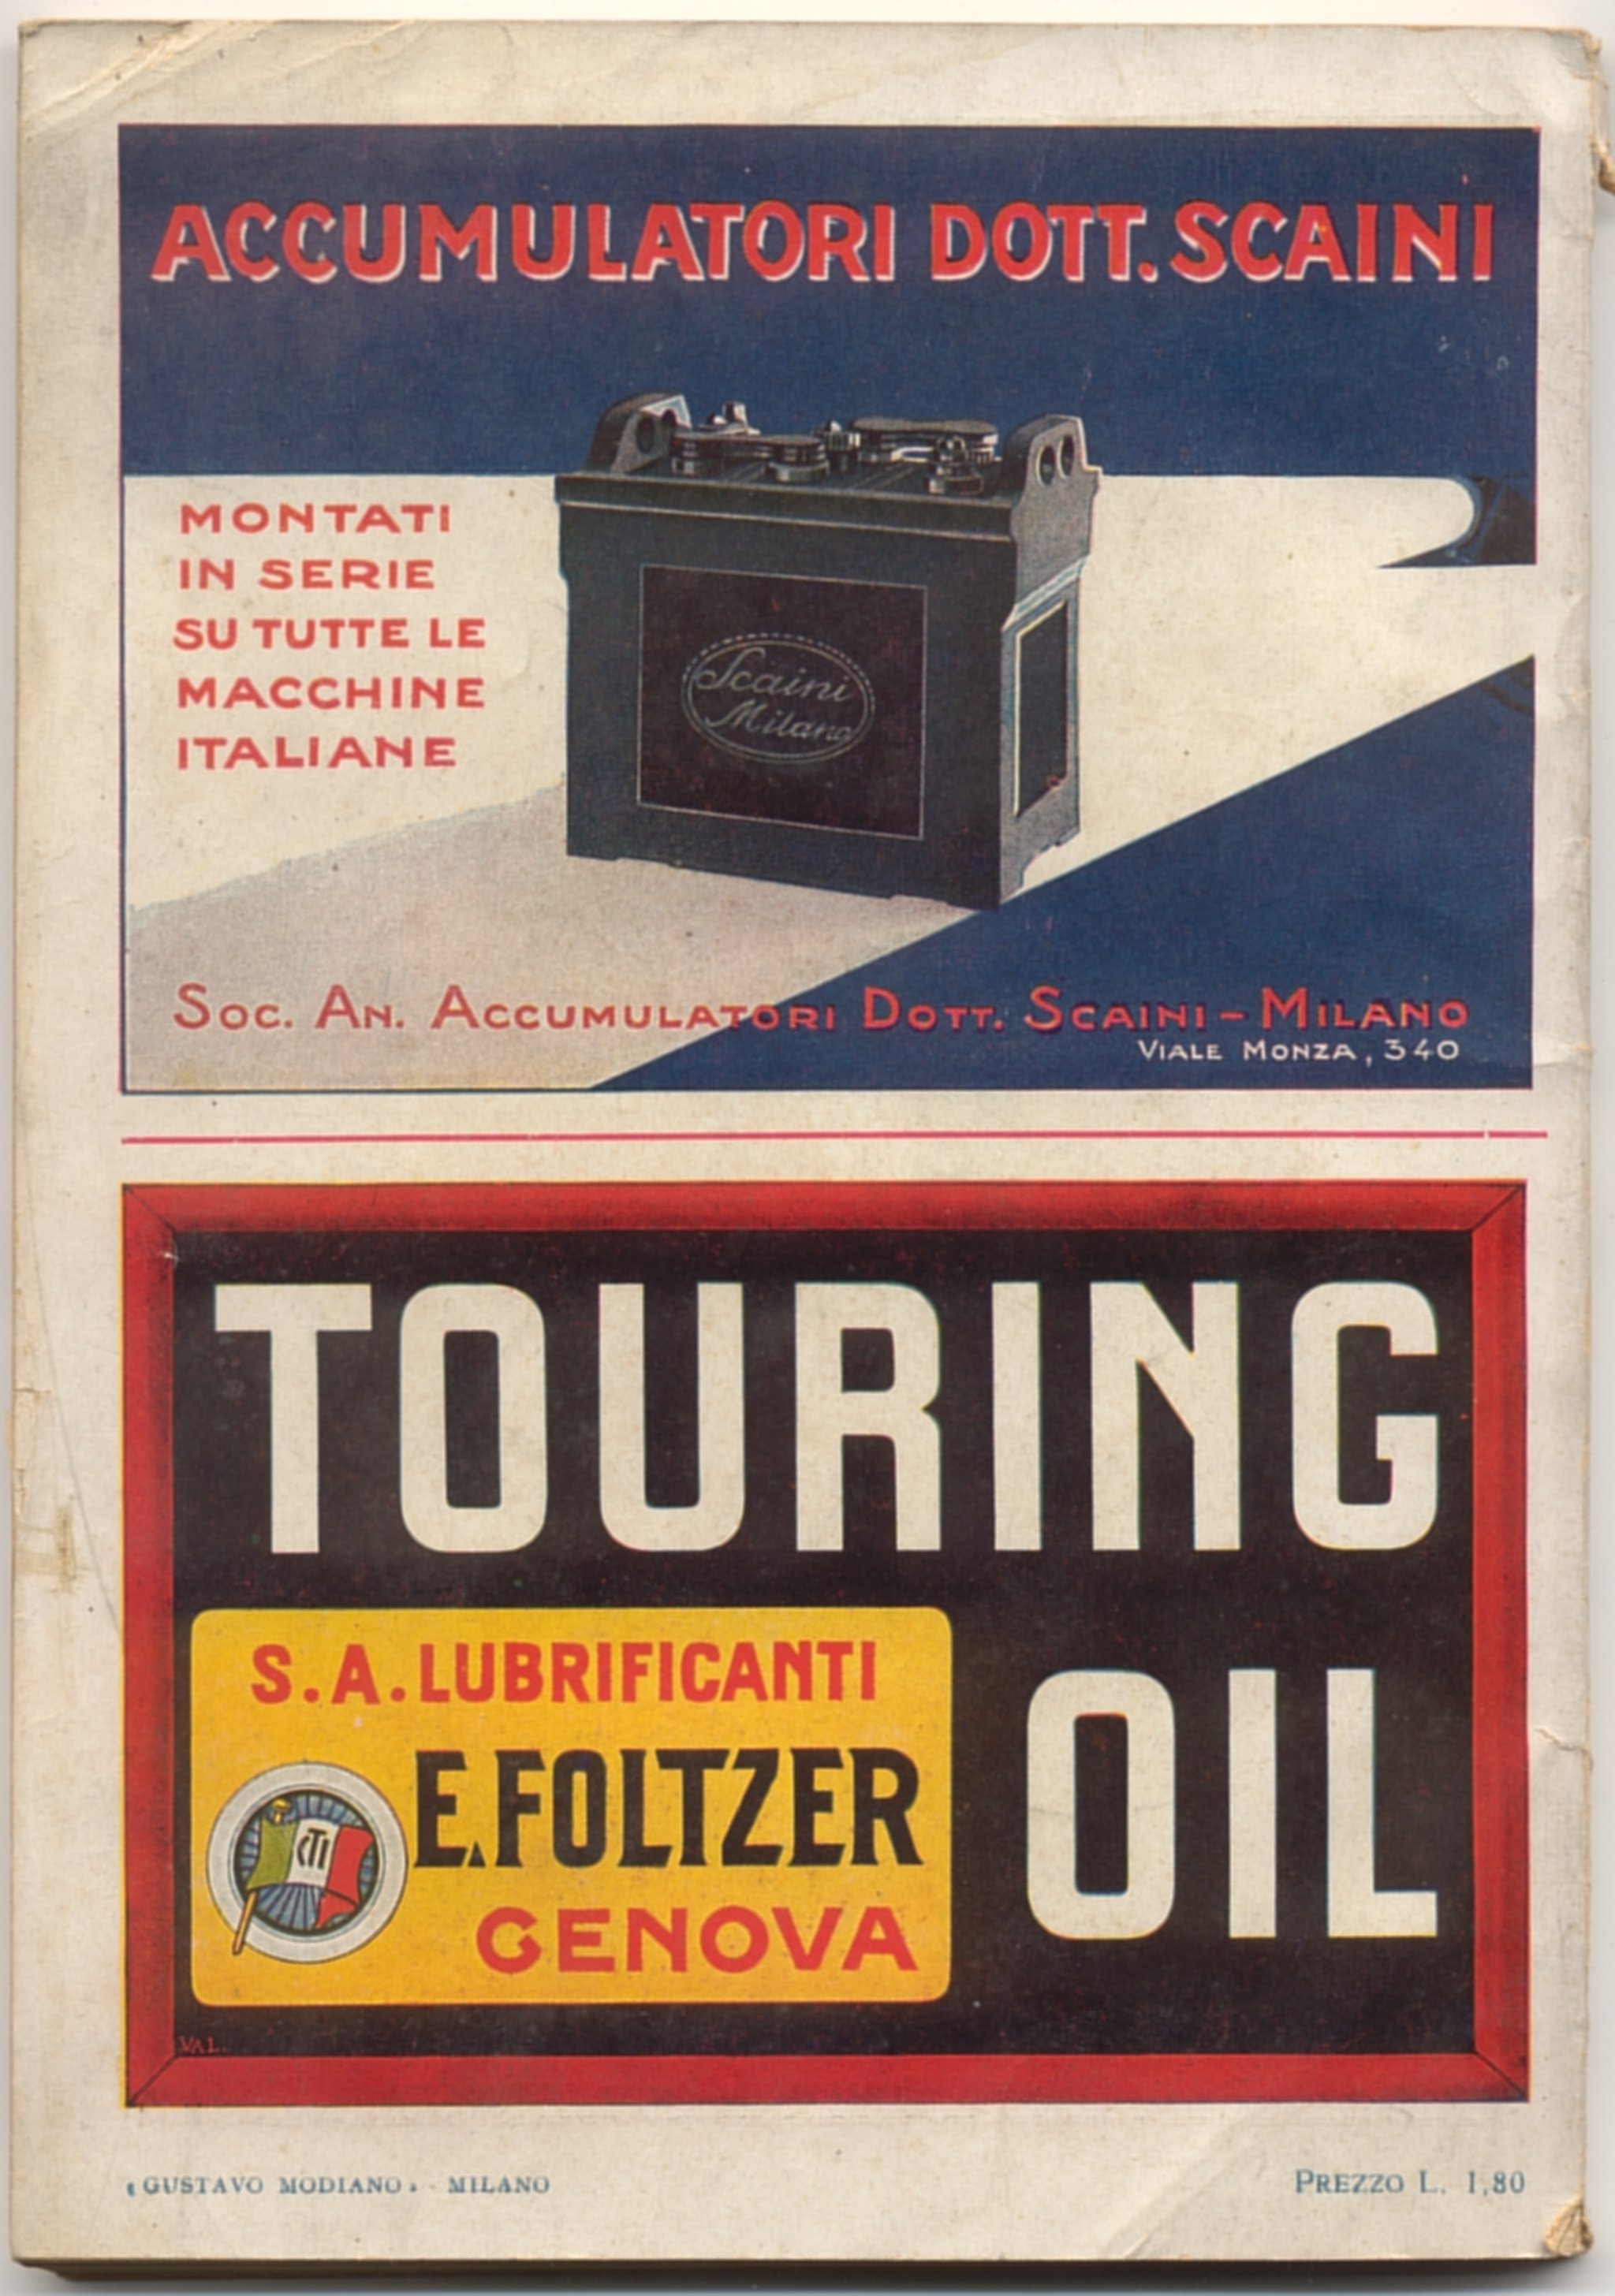 ACCUMULATORI DOTT. SCAINI
MONTATI
IN SERIE
SU TUTTE LE
MACCHINE
ITALIANE
Scaini
Milano
SOC. AN. ACCUMULATORI DOTT. SCAINI - MILANO
VIALE MONZA, 340
TOURING
OIL
S.A. LUBRIFICANTI
E. FOLTZER
GENOVA
CTI
VAL.
«GUSTAVO MODIANO» - MILANO
PREZZO L. 1,80